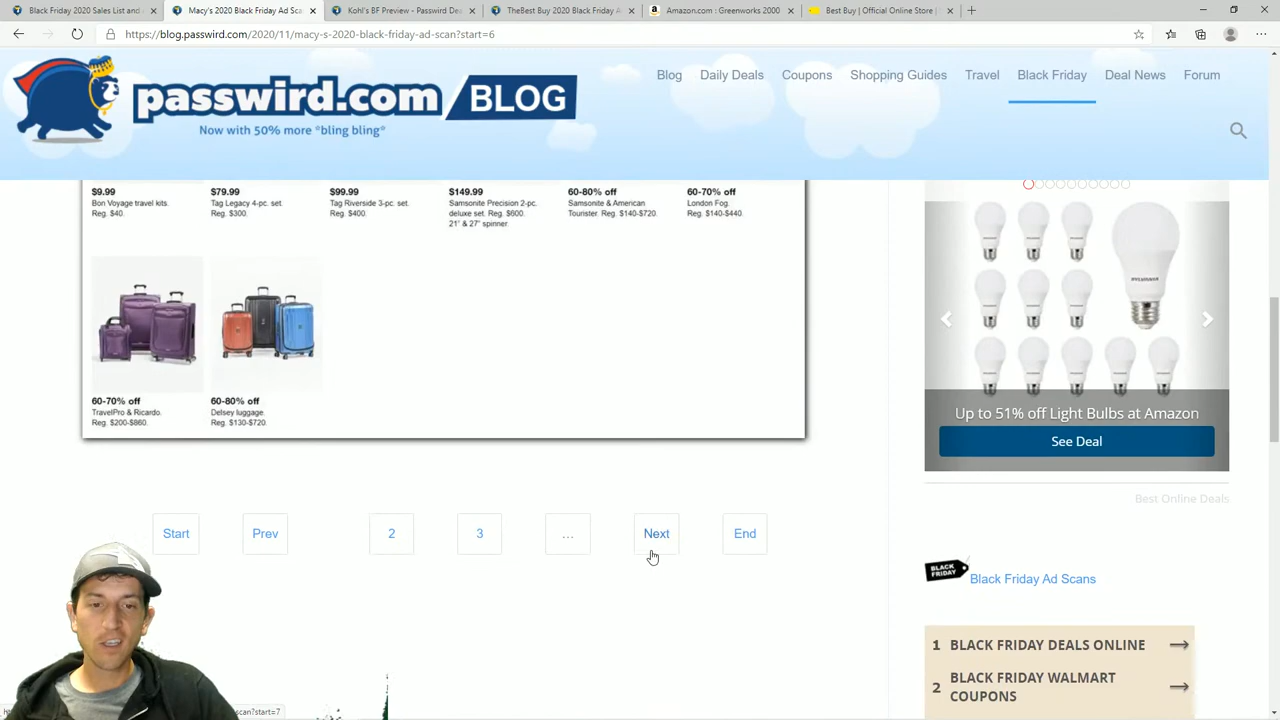 Black Friday 2020 Sales List and
Macy's 2020 Black Friday Ad Sca
Kohl's BF Preview - Passwird De
TheBest Buy 2020 Black Friday A
Amazon.com : Greenworks 2000
Best Buy | Official Online Store |
https://blog.passwird.com/2020/11/macy-s-2020-black-friday-ad-scan?start=6
passwird.com BLOG
Now with 50% more *bling bling*
Blog
Daily Deals
Coupons
Shopping Guides
Travel
Black Friday
Deal News
Forum
$9.99
Bon Voyage travel kits.
Reg. $40.
$79.99
Tag Legacy 4-pc. set.
Reg. $300.
$99.99
Tag Riverside 3-pc. set.
Reg. $400.
$149.99
Samsonite Precision 2-pc.
deluxe set. Reg. $600.
21" & 27" spinner
60-80% off
Samsonite & American
Tourister. Reg. $140-$720.
60-70% off
London Fog.
Reg. $140-$440.
60-70% off
TravelPro & Ricardo.
Reg. $200-$860.
60-80% off
Delsey luggage.
Reg. $130-$720.
SYLVANIA
Up to 51% off Light Bulbs at Amazon
See Deal
Best Online Deals
Start
Prev
2
3
...
Next
End
BLACK
FRIDAY
Black Friday Ad Scans
1 BLACK FRIDAY DEALS ONLINE
2 BLACK FRIDAY WALMART
COUPONS
scan?start=7